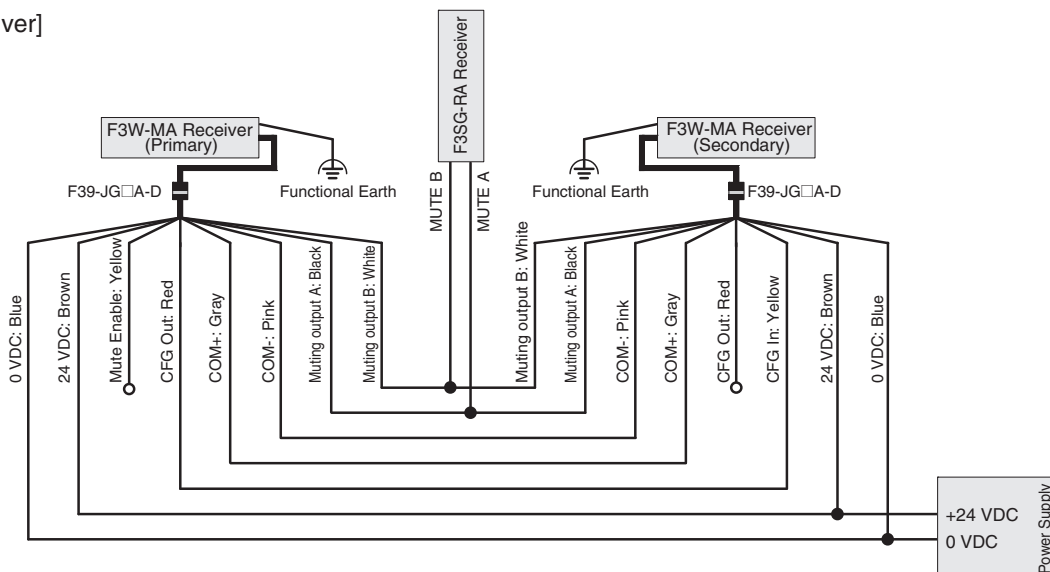 ver]
F3SG-RA Receiver
F3W-MA Receiver
(Primary)
F3W-MA Receiver
(Secondary)
F39-JG□A-D
Functional Earth
MUTE B
MUTE A
Functional Earth
F39-JG□A-D
0 VDC: Blue
24 VDC: Brown
Mute Enable: Yellow
CFG Out: Red
COM+: Gray
COM-: Pink
Muting output A: Black
Muting output B: White
Muting output B: White
Muting output A: Black
COM-: Pink
COM+: Gray
CFG Out: Red
CFG In: Yellow
24 VDC: Brown
0 VDC: Blue
+24 VDC
0 VDC
Power Supply